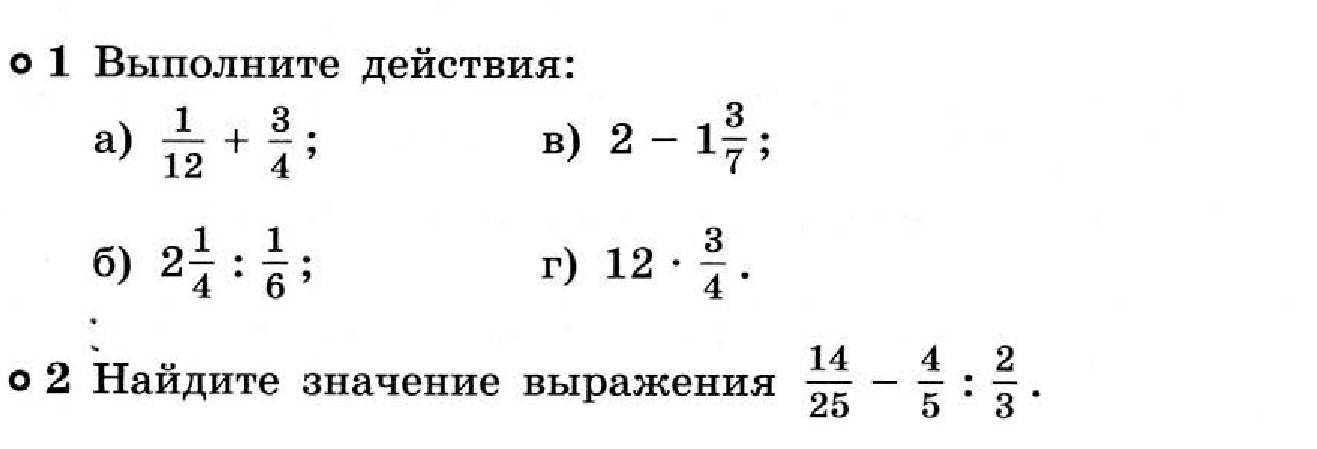 1 Выполните действия:
а) 1/12 + 3/4; в) 2 − 1 3/7;
б) 2 1/4 : 1/6; г) 12 · 3/4.
2 Найдите значение выражения 14/25 − 4/5 : 2/3.